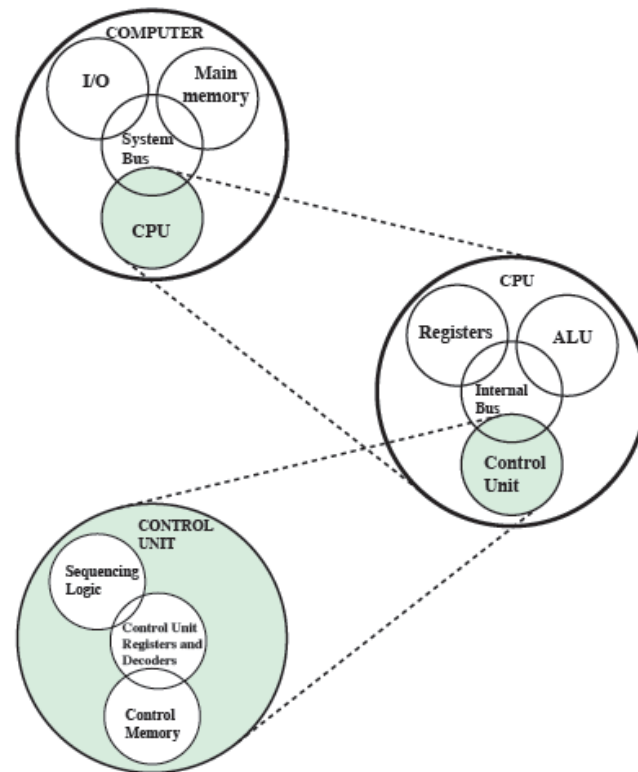 COMPUTER
I/O
Main
memory
System
Bus
CPU
CPU
Registers
ALU
Internal
Bus
Control
Unit
CONTROL
UNIT
Sequencing
Logic
Control Unit
Registers and
Decoders
Control
Memory